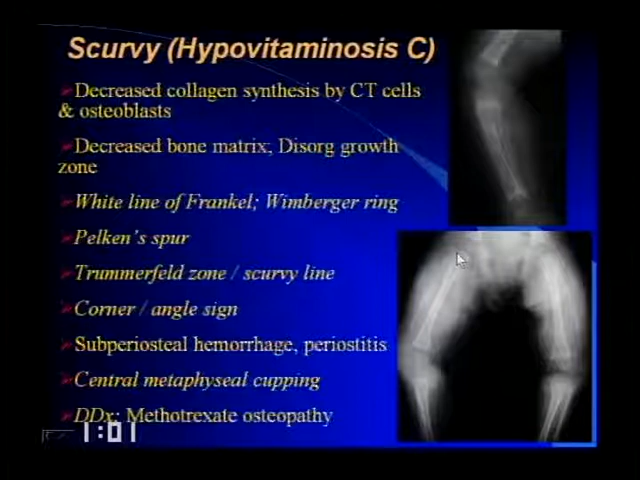 Scurvy (Hypovitaminosis C)
Decreased collagen synthesis by CT cells
& osteoblasts
Decreased bone matrix, Disorg growth
zone
White line of Frankel; Wimberger ring
Pelken's spur
Trummerfeld zone / scurvy line
Corner / angle sign
Subperiosteal hemorrhage, periostitis
Central metaphyseal cupping
DDx: Methotrexate osteopathy
1:01